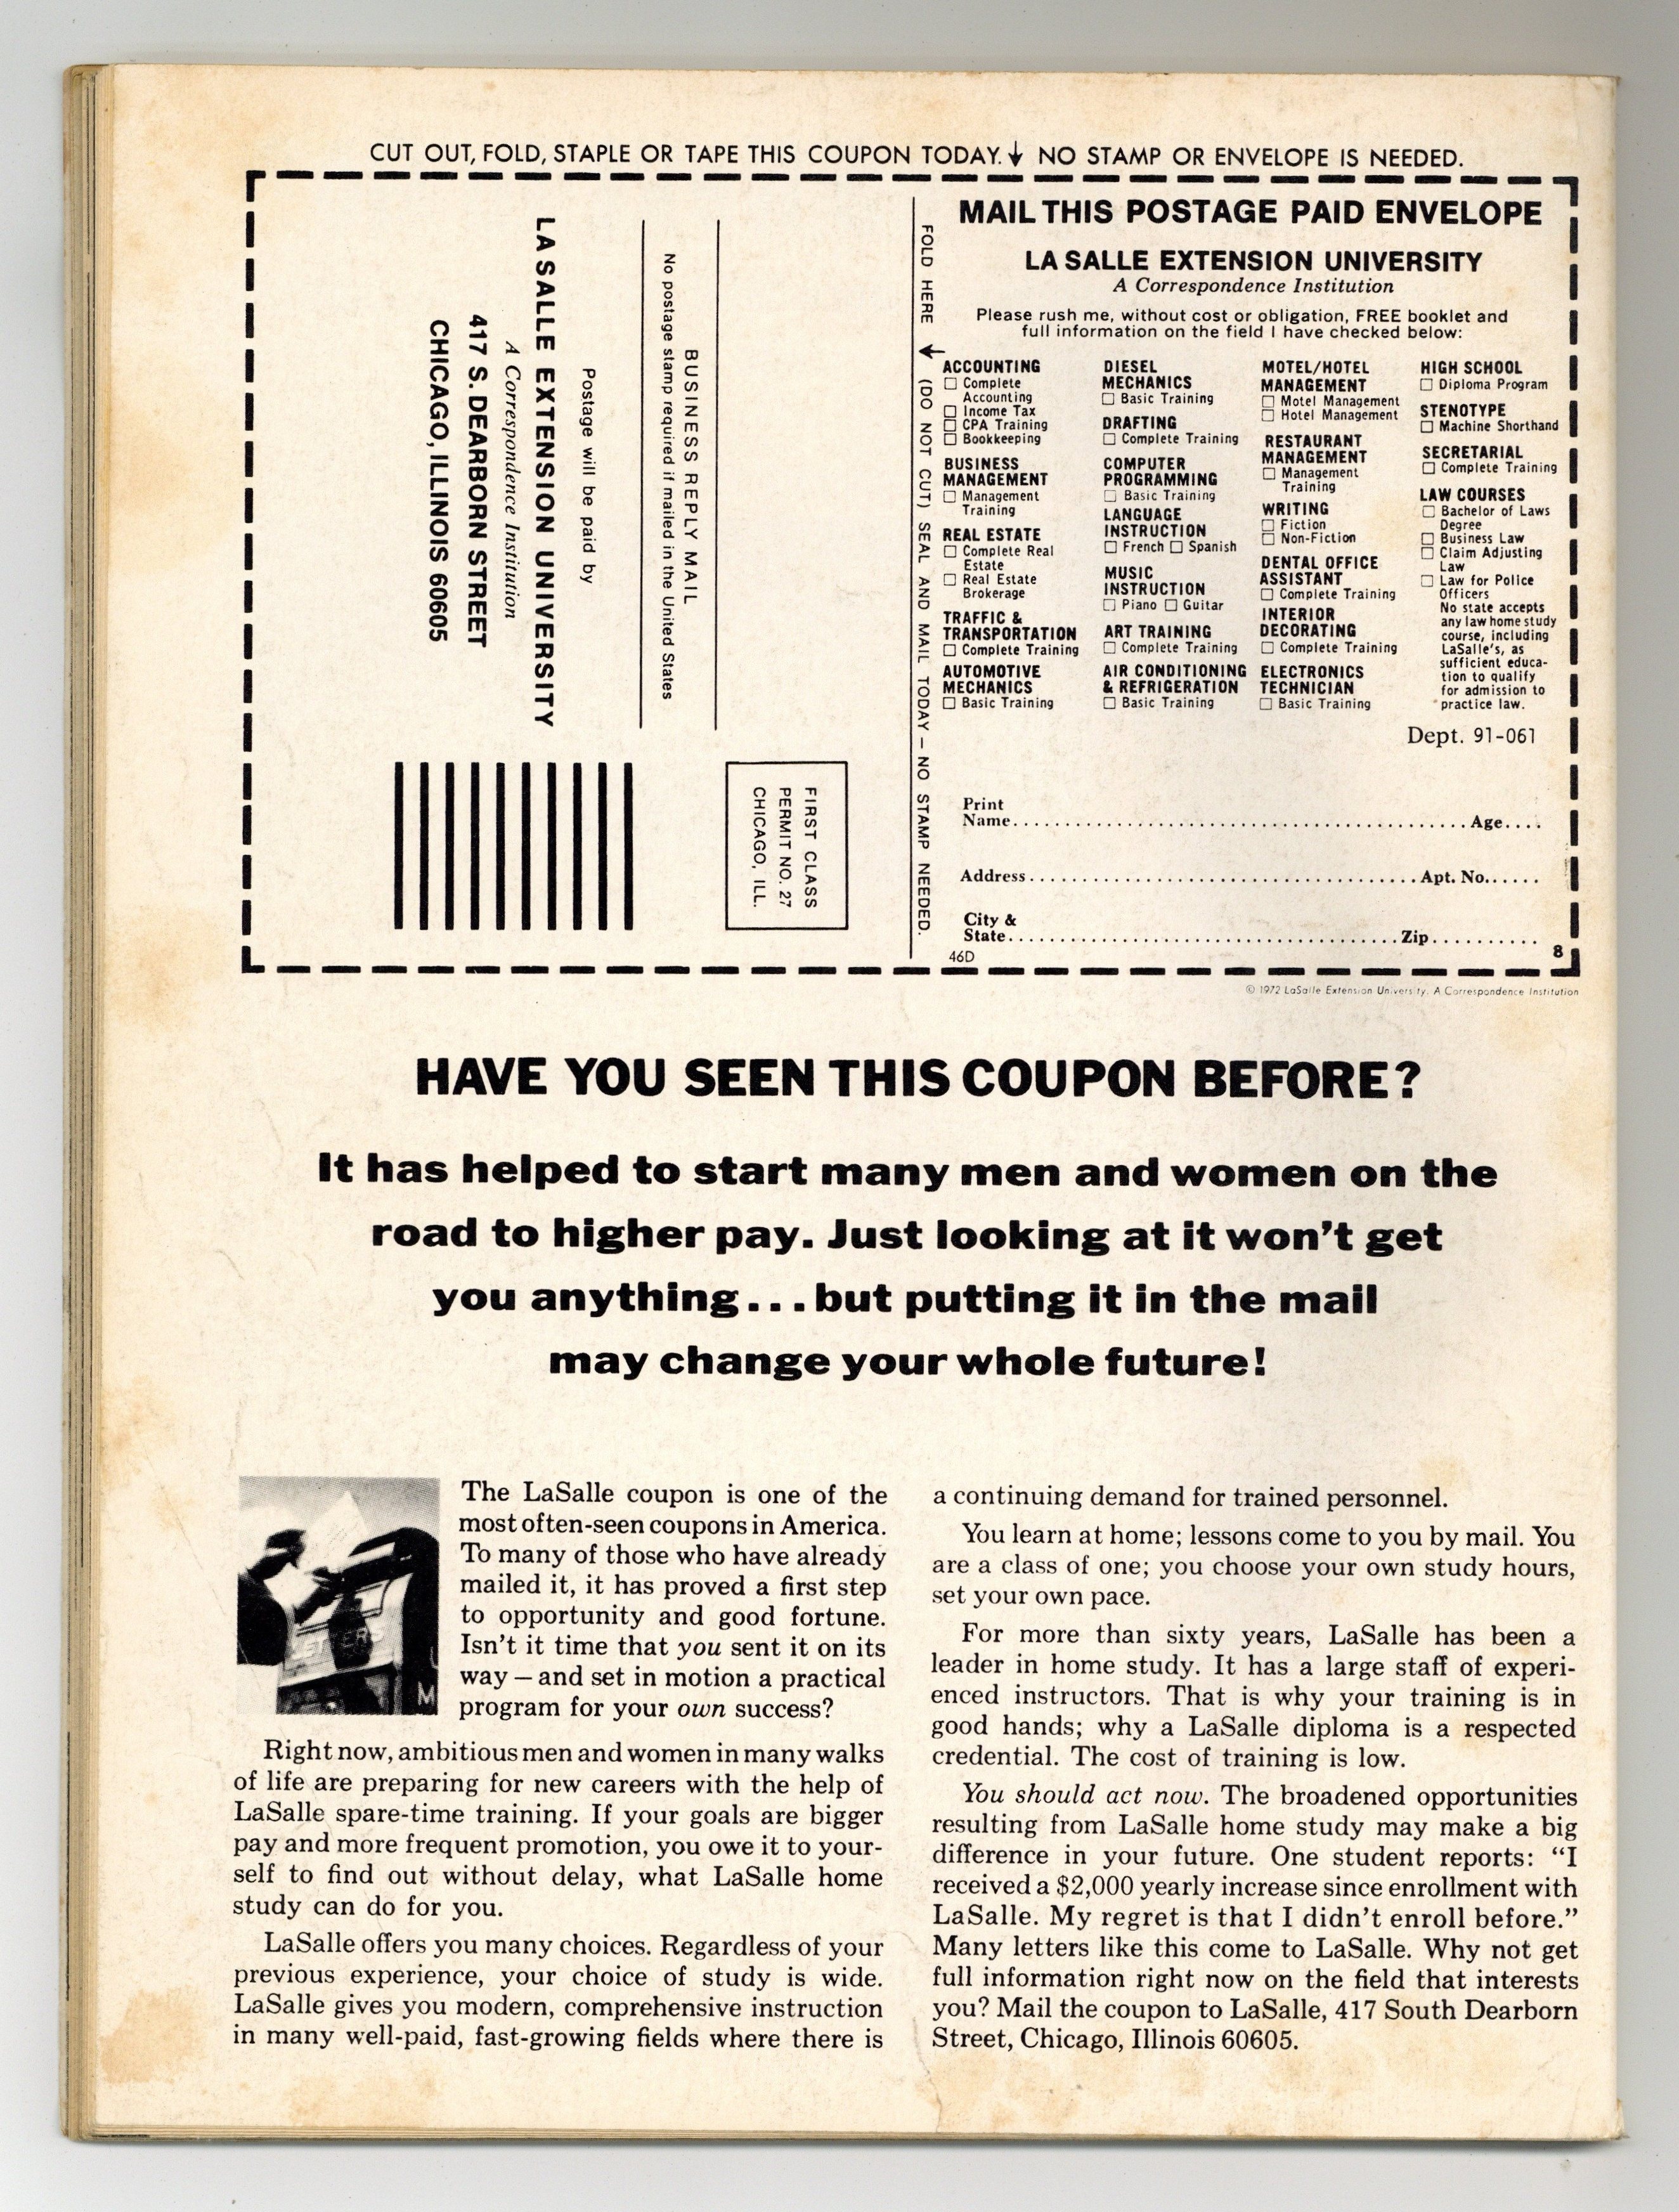 CUT OUT, FOLD, STAPLE OR TAPE THIS COUPON TODAY. ↓ NO STAMP OR ENVELOPE IS NEEDED.
BUSINESS REPLY MAIL
No postage stamp required if mailed in the United States
Postage will be paid by
LA SALLE EXTENSION UNIVERSITY
A Correspondence Institution
417 S. DEARBORN STREET
CHICAGO, ILLINOIS 60605
FIRST CLASS
PERMIT NO. 27
CHICAGO, ILL.
FOLD HERE → (DO NOT CUT) SEAL AND MAIL TODAY — NO STAMP NEEDED.
MAIL THIS POSTAGE PAID ENVELOPE
LA SALLE EXTENSION UNIVERSITY
A Correspondence Institution
Please rush me, without cost or obligation, FREE booklet and
full information on the field I have checked below:
ACCOUNTING
☐ Complete
Accounting
☐ Income Tax
☐ CPA Training
☐ Bookkeeping
BUSINESS
MANAGEMENT
☐ Management
Training
REAL ESTATE
☐ Complete Real
Estate
☐ Real Estate
Brokerage
TRAFFIC &
TRANSPORTATION
☐ Complete Training
AUTOMOTIVE
MECHANICS
☐ Basic Training
DIESEL
MECHANICS
☐ Basic Training
DRAFTING
☐ Complete Training
COMPUTER
PROGRAMMING
☐ Basic Training
LANGUAGE
INSTRUCTION
☐ French ☐ Spanish
MUSIC
INSTRUCTION
☐ Piano ☐ Guitar
ART TRAINING
☐ Complete Training
AIR CONDITIONING
& REFRIGERATION
☐ Basic Training
MOTEL/HOTEL
MANAGEMENT
☐ Motel Management
☐ Hotel Management
RESTAURANT
MANAGEMENT
☐ Management
Training
WRITING
☐ Fiction
☐ Non-Fiction
DENTAL OFFICE
ASSISTANT
☐ Complete Training
INTERIOR
DECORATING
☐ Complete Training
ELECTRONICS
TECHNICIAN
☐ Basic Training
HIGH SCHOOL
☐ Diploma Program
STENOTYPE
☐ Machine Shorthand
SECRETARIAL
☐ Complete Training
LAW COURSES
☐ Bachelor of Laws
Degree
☐ Business Law
☐ Claim Adjusting
Law
☐ Law for Police
Officers
No state accepts
any law home study
course, including
LaSalle's, as
sufficient educa-
tion to qualify
for admission to
practice law.
Dept. 91-061
Print
Name.......... Age....
Address.......... Apt. No......
City &
State.......... Zip..........
46D
8
© 1972 LaSalle Extension University. A Correspondence Institution
HAVE YOU SEEN THIS COUPON BEFORE?
It has helped to start many men and women on the
road to higher pay. Just looking at it won't get
you anything...but putting it in the mail
may change your whole future!
LETTERS
M
The LaSalle coupon is one of the
most often-seen coupons in America.
To many of those who have already
mailed it, it has proved a first step
to opportunity and good fortune.
Isn't it time that you sent it on its
way — and set in motion a practical
program for your own success?
Right now, ambitious men and women in many walks
of life are preparing for new careers with the help of
LaSalle spare-time training. If your goals are bigger
pay and more frequent promotion, you owe it to your-
self to find out without delay, what LaSalle home
study can do for you.
LaSalle offers you many choices. Regardless of your
previous experience, your choice of study is wide.
LaSalle gives you modern, comprehensive instruction
in many well-paid, fast-growing fields where there is
a continuing demand for trained personnel.
You learn at home; lessons come to you by mail. You
are a class of one; you choose your own study hours,
set your own pace.
For more than sixty years, LaSalle has been a
leader in home study. It has a large staff of experi-
enced instructors. That is why your training is in
good hands; why a LaSalle diploma is a respected
credential. The cost of training is low.
You should act now. The broadened opportunities
resulting from LaSalle home study may make a big
difference in your future. One student reports: “I
received a $2,000 yearly increase since enrollment with
LaSalle. My regret is that I didn't enroll before.”
Many letters like this come to LaSalle. Why not get
full information right now on the field that interests
you? Mail the coupon to LaSalle, 417 South Dearborn
Street, Chicago, Illinois 60605.